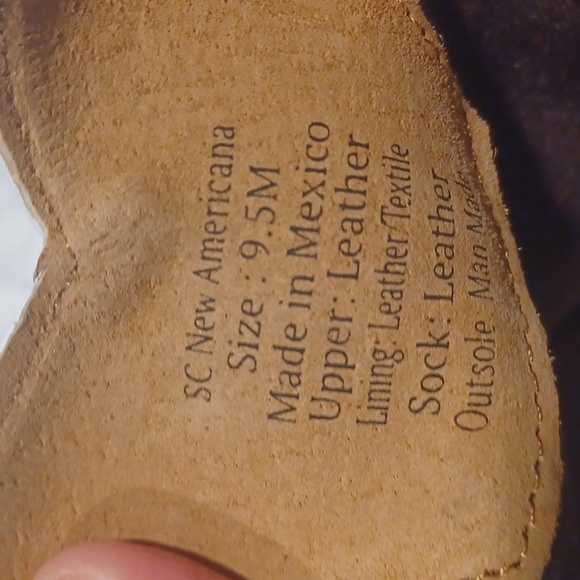 SC New Americana
Size : 9.5M
Made in Mexico
Upper: Leather
Lining: Leather Textile
Sock: Leather
Outsole Man Made